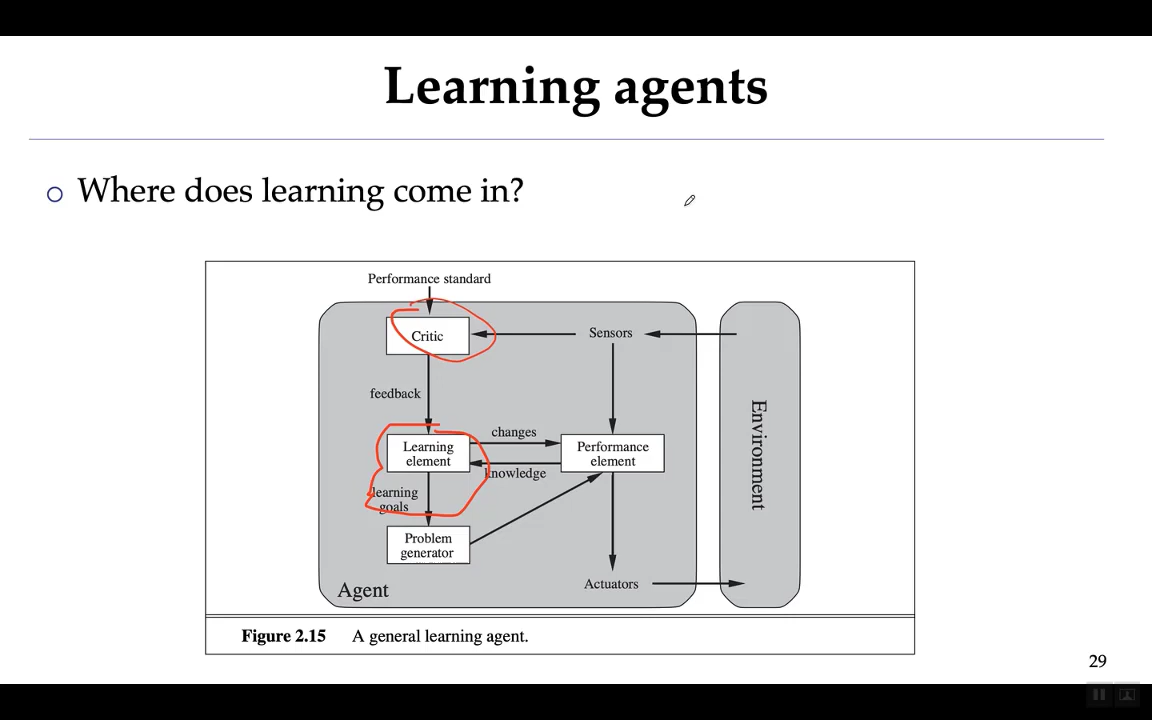 Learning agents
Where does learning come in?
Performance standard
Critic
Sensors
feedback
changes
Learning
element
Performance
element
knowledge
learning
goals
Problem
generator
Agent
Actuators
Environment
Figure 2.15 A general learning agent.
29